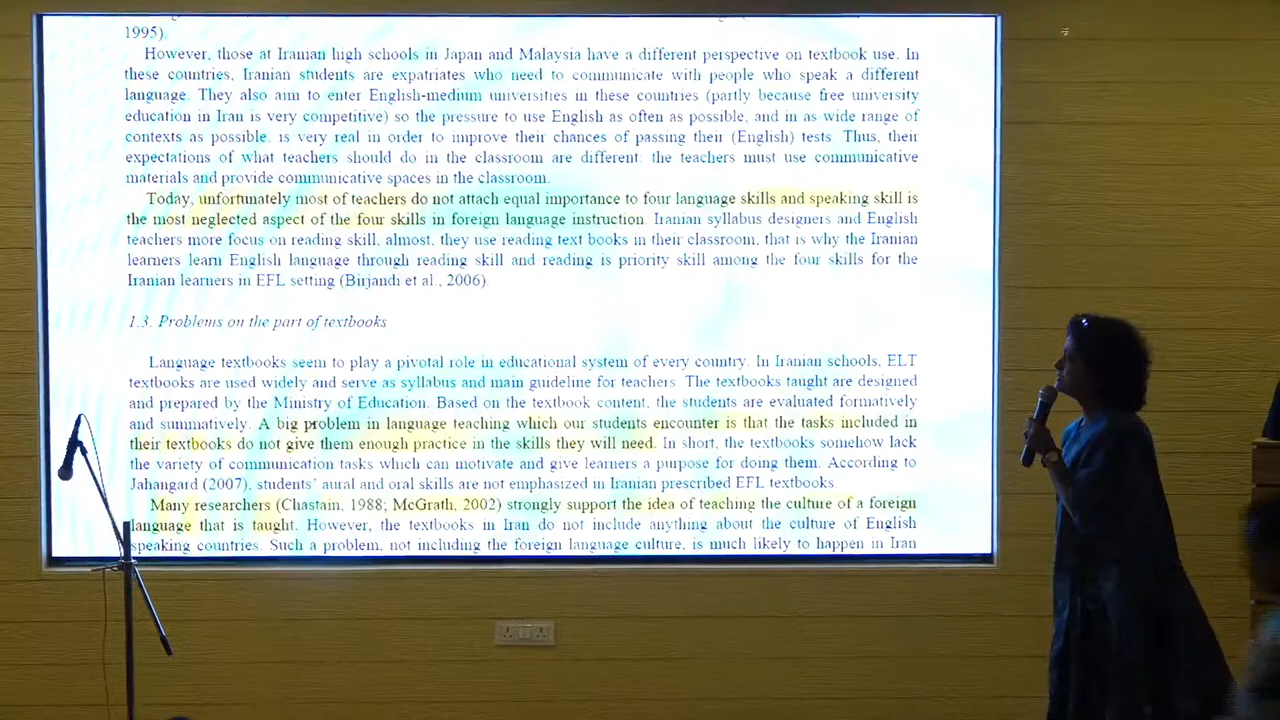 1995).
However, those at Iranian high schools in Japan and Malaysia have a different perspective on textbook use. In
these countries, Iranian students are expatriates who need to communicate with people who speak a different
language. They also aim to enter English-medium universities in these countries (partly because free university
education in Iran is very competitive) so the pressure to use English as often as possible, and in as wide range of
contexts as possible, is very real in order to improve their chances of passing their (English) tests. Thus, their
expectations of what teachers should do in the classroom are different: the teachers must use communicative
materials and provide communicative spaces in the classroom.
Today, unfortunately most of teachers do not attach equal importance to four language skills and speaking skill is
the most neglected aspect of the four skills in foreign language instruction. Iranian syllabus designers and English
teachers more focus on reading skill, almost, they use reading text books in their classroom, that is why the Iranian
learners learn English language through reading skill and reading is priority skill among the four skills for the
Iranian learners in EFL setting (Birjandi et al., 2006).
1.3. Problems on the part of textbooks
Language textbooks seem to play a pivotal role in educational system of every country. In Iranian schools, ELT
textbooks are used widely and serve as syllabus and main guideline for teachers. The textbooks taught are designed
and prepared by the Ministry of Education. Based on the textbook content, the students are evaluated formatively
and summatively. A big problem in language teaching which our students encounter is that the tasks included in
their textbooks do not give them enough practice in the skills they will need. In short, the textbooks somehow lack
the variety of communication tasks which can motivate and give learners a purpose for doing them. According to
Jahangard (2007), students' aural and oral skills are not emphasized in Iranian prescribed EFL textbooks.
Many researchers (Chastain, 1988; McGrath, 2002) strongly support the idea of teaching the culture of a foreign
language that is taught. However, the textbooks in Iran do not include anything about the culture of English
speaking countries. Such a problem, not including the foreign language culture, is much likely to happen in Iran